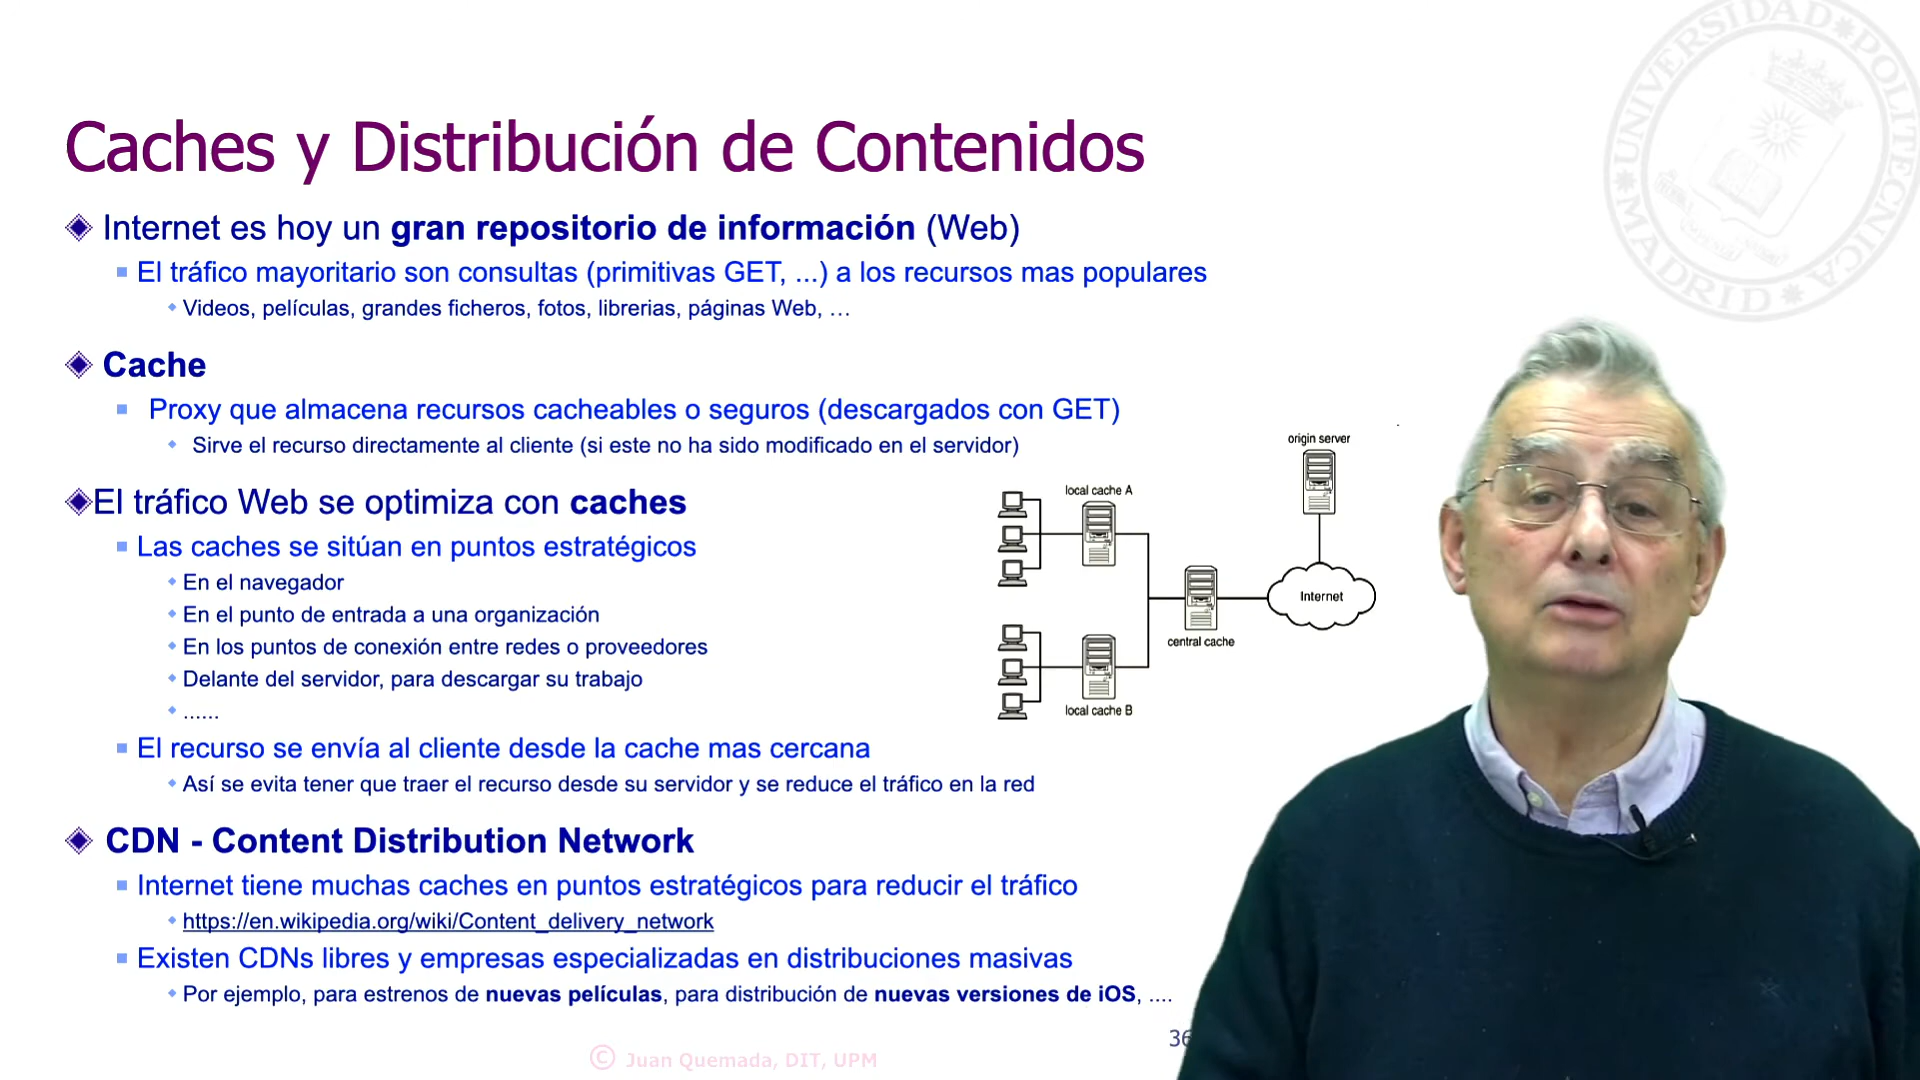 UNIVERSIDAD POLITÉCNICA
MADRID
Caches y Distribución de Contenidos
Internet es hoy un gran repositorio de información (Web)
El tráfico mayoritario son consultas (primitivas GET, ...) a los recursos mas populares
Videos, películas, grandes ficheros, fotos, librerias, páginas Web, …
Cache
Proxy que almacena recursos cacheables o seguros (descargados con GET)
Sirve el recurso directamente al cliente (si este no ha sido modificado en el servidor)
El tráfico Web se optimiza con caches
Las caches se sitúan en puntos estratégicos
En el navegador
En el punto de entrada a una organización
En los puntos de conexión entre redes o proveedores
Delante del servidor, para descargar su trabajo
......
El recurso se envía al cliente desde la cache mas cercana
Así se evita tener que traer el recurso desde su servidor y se reduce el tráfico en la red
origin server
local cache A
Internet
central cache
local cache B
CDN - Content Distribution Network
Internet tiene muchas caches en puntos estratégicos para reducir el tráfico
https://en.wikipedia.org/wiki/Content_delivery_network
Existen CDNs libres y empresas especializadas en distribuciones masivas
Por ejemplo, para estrenos de nuevas películas, para distribución de nuevas versiones de iOS, ....
36
© Juan Quemada, DIT, UPM